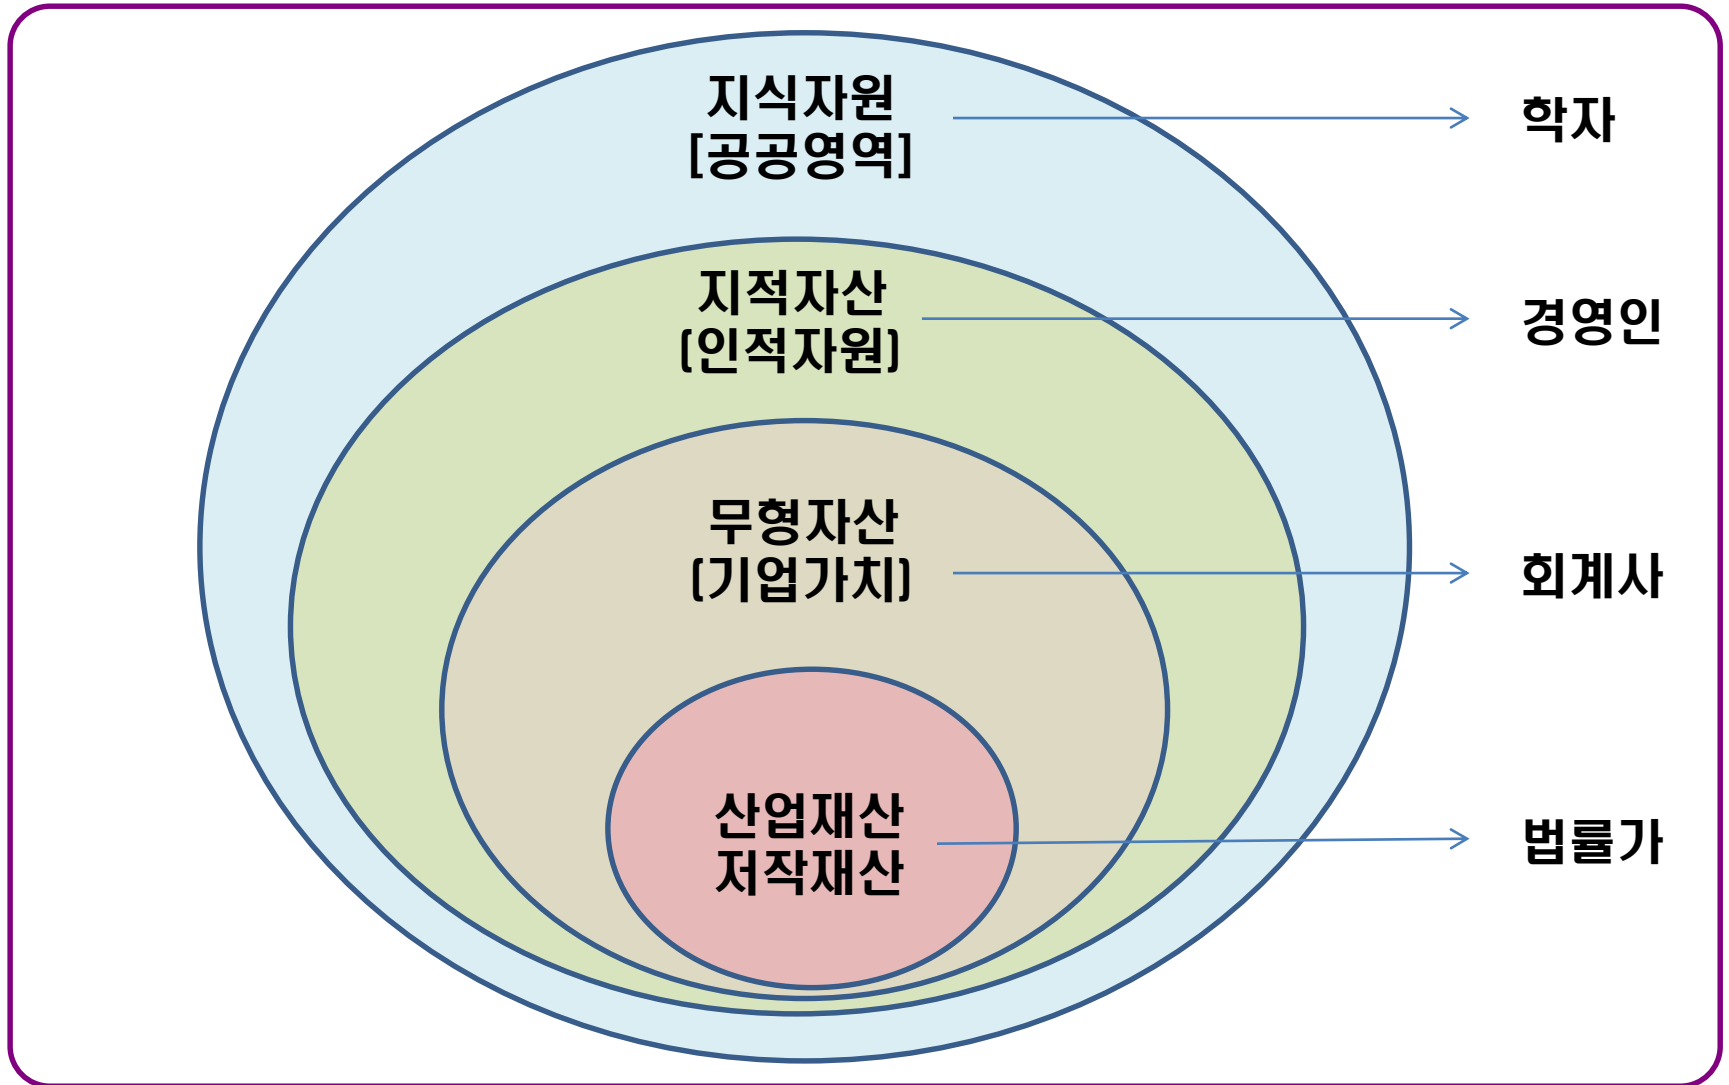 지식자원
[공공영역]
학자
지적자산
(인적자원)
경영인
무형자산
(기업가치)
회계사
산업재산
저작재산
법률가